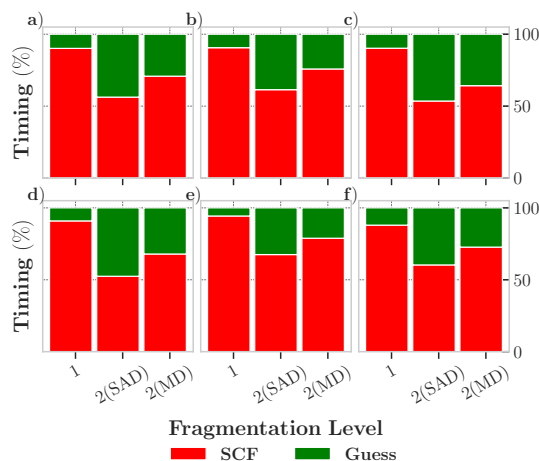 a)
b)
c)
Timing (%)
100
50
0
d)
e)
f)
Timing (%)
100
50
0
1
2(SAD)
2(MD)
1
2(SAD)
2(MD)
1
2(SAD)
2(MD)
Fragmentation Level
SCF
Guess